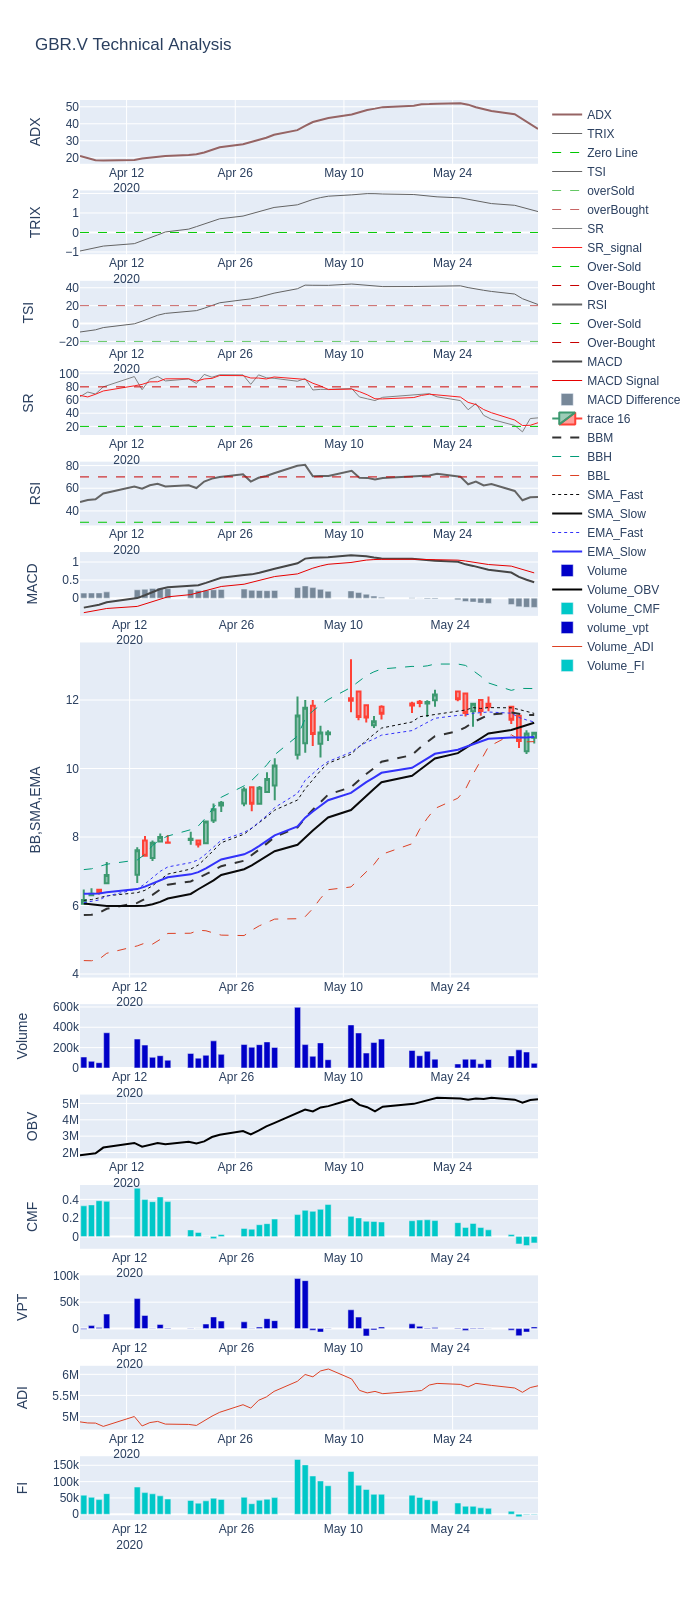 GBR.V Technical Analysis
ADX
50
40
30
20
Apr 12
2020
Apr 26
May 10
May 24
TRIX
2
1
0
−1
Apr 12
2020
Apr 26
May 10
May 24
TSI
40
20
0
−20
Apr 12
2020
Apr 26
May 10
May 24
SR
100
80
60
40
20
Apr 12
2020
Apr 26
May 10
May 24
RSI
80
60
40
Apr 12
2020
Apr 26
May 10
May 24
MACD
1
0.5
0
Apr 12
2020
Apr 26
May 10
May 24
BB,SMA,EMA
12
10
8
6
4
Apr 12
2020
Apr 26
May 10
May 24
Volume
600k
400k
200k
0
Apr 12
2020
Apr 26
May 10
May 24
OBV
5M
4M
3M
2M
Apr 12
2020
Apr 26
May 10
May 24
CMF
0.4
0.2
0
Apr 12
2020
Apr 26
May 10
May 24
VPT
100k
50k
0
Apr 12
2020
Apr 26
May 10
May 24
ADI
6M
5.5M
5M
Apr 12
2020
Apr 26
May 10
May 24
FI
150k
100k
50k
0
Apr 12
2020
Apr 26
May 10
May 24
ADX
TRIX
Zero Line
TSI
overSold
overBought
SR
SR_signal
Over-Sold
Over-Bought
RSI
Over-Sold
Over-Bought
MACD
MACD Signal
MACD Difference
trace 16
BBM
BBH
BBL
SMA_Fast
SMA_Slow
EMA_Fast
EMA_Slow
Volume
Volume_OBV
Volume_CMF
volume_vpt
Volume_ADI
Volume_FI